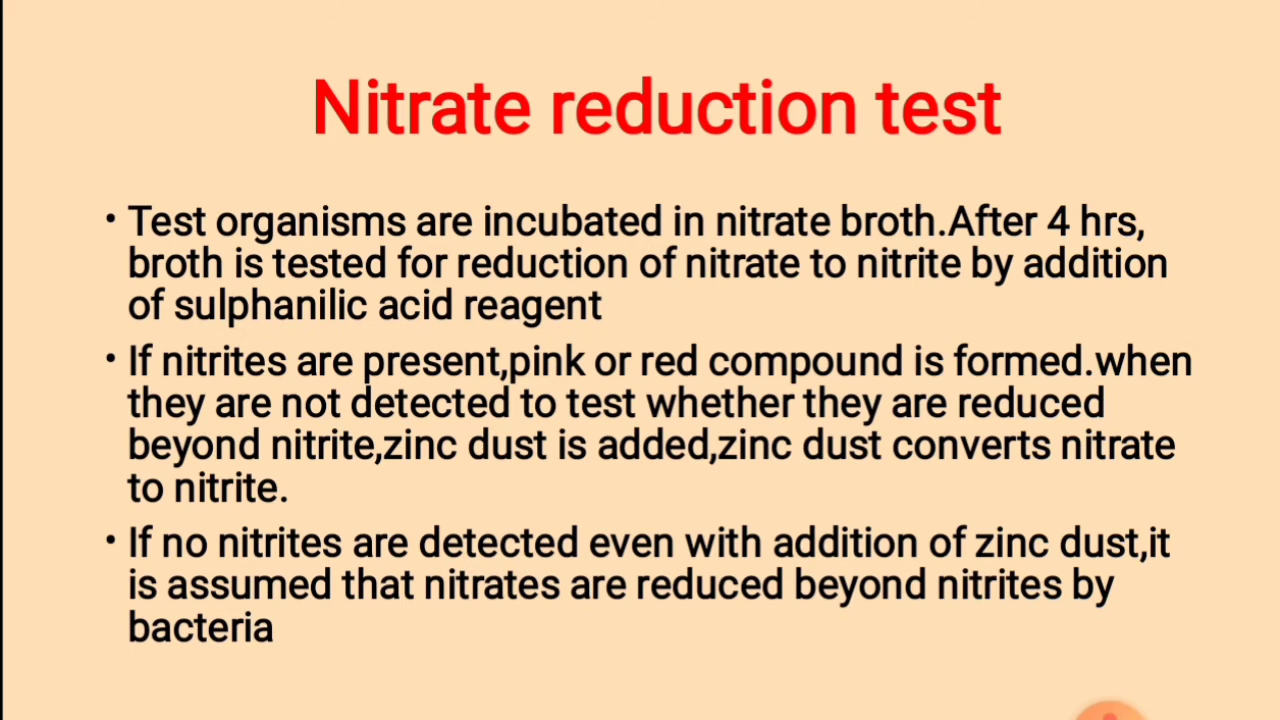 Nitrate reduction test
• Test organisms are incubated in nitrate broth.After 4 hrs,
broth is tested for reduction of nitrate to nitrite by addition
of sulphanilic acid reagent
• If nitrites are present,pink or red compound is formed.when
they are not detected to test whether they are reduced
beyond nitrite,zinc dust is added,zinc dust converts nitrate
to nitrite.
• If no nitrites are detected even with addition of zinc dust,it
is assumed that nitrates are reduced beyond nitrites by
bacteria